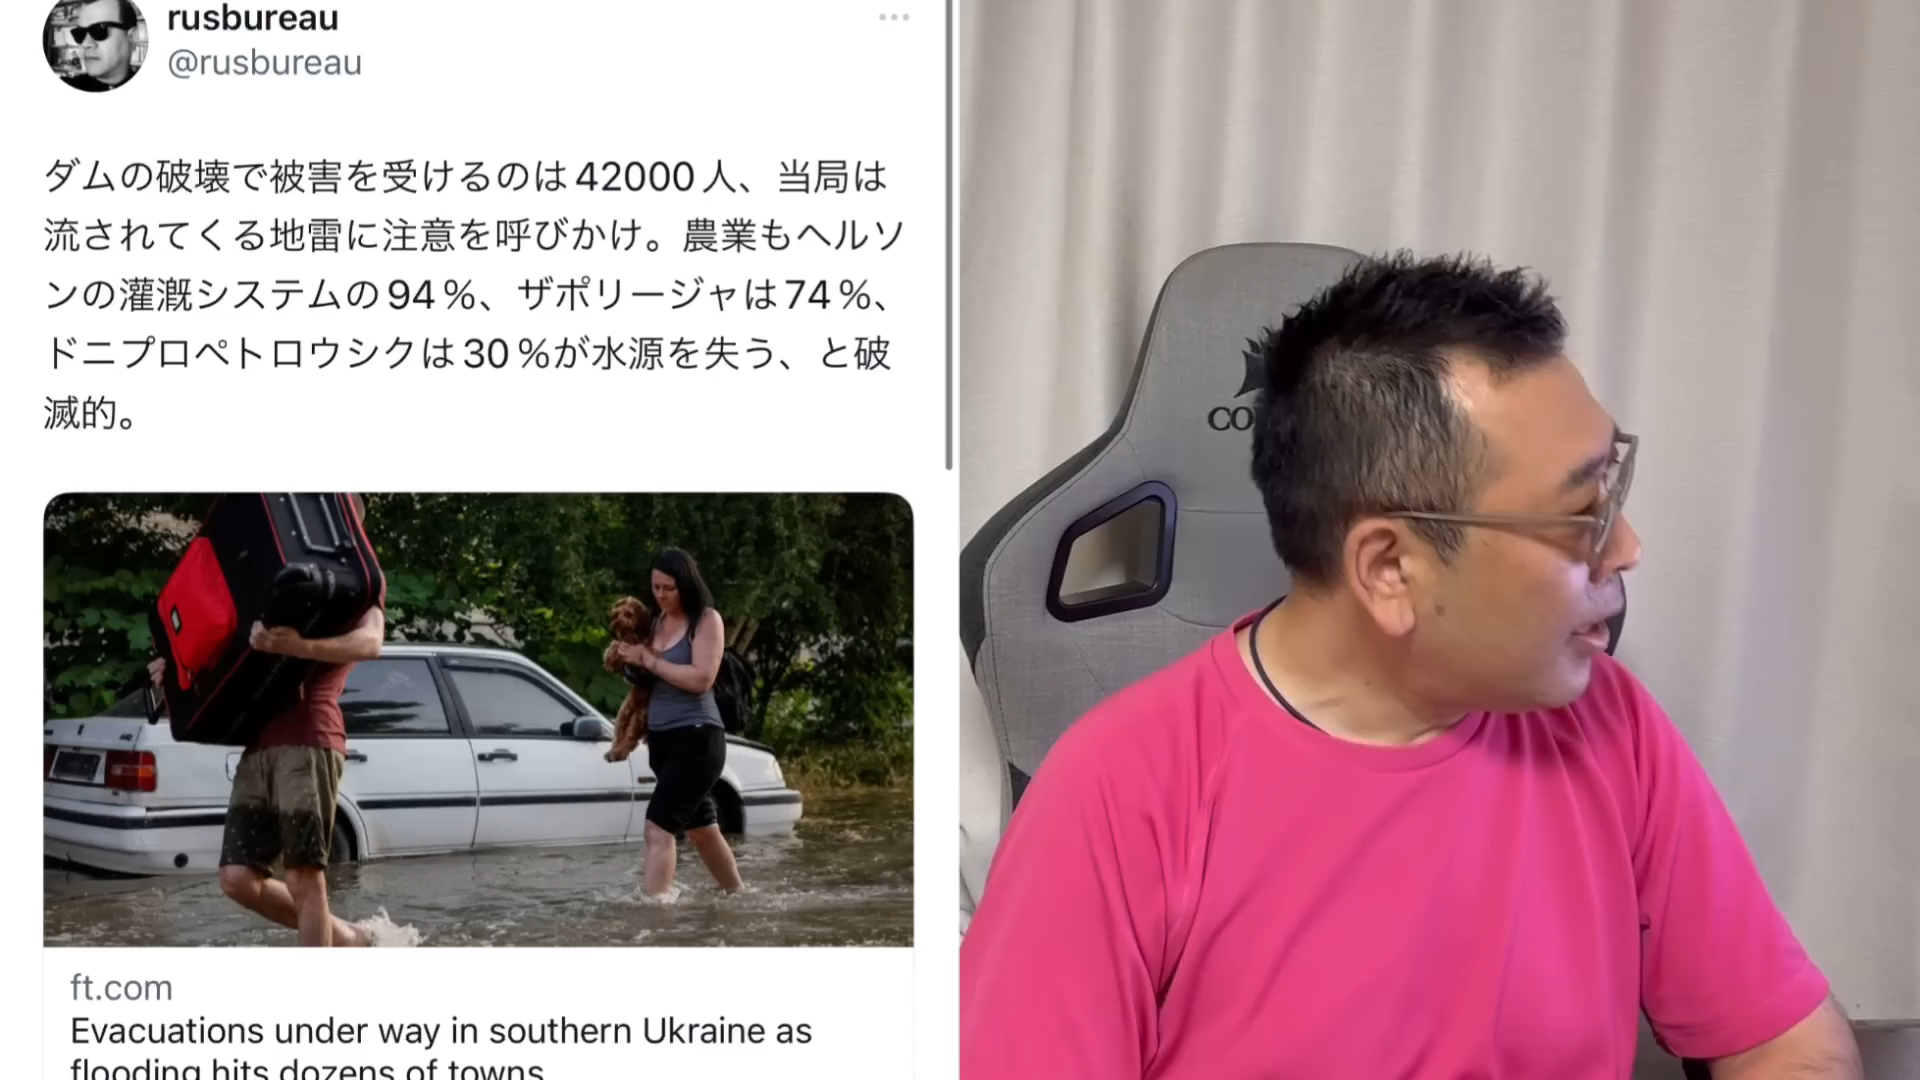 rusbureau
@rusbureau
ダムの破壊で被害を受けるのは42000人、当局は
流されてくる地雷に注意を呼びかけ。農業もヘルソ
ンの灌漑システムの94%、ザポリージャは74%、
ドニプロペトロウシクは30%が水源を失う、と破
滅的。
ft.com
Evacuations under way in southern Ukraine as
flooding hits dozens of towns